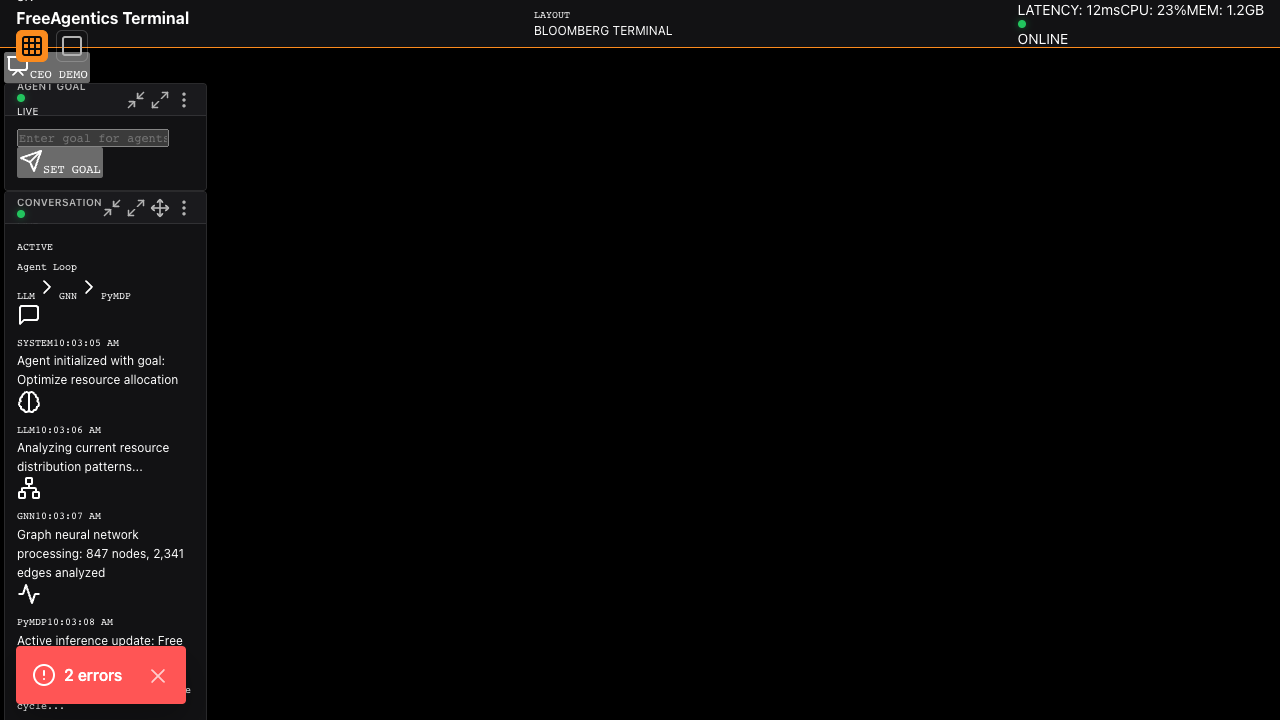 FreeAgentics Terminal
LAYOUT
BLOOMBERG TERMINAL
LATENCY: 12msCPU: 23%MEM: 1.2GB
ONLINE
CEO DEMO
AGENT GOAL
LIVE
Enter goal for agents
SET GOAL
CONVERSATION
ACTIVE
Agent Loop
LLM GNN PyMDP
SYSTEM10:03:05 AM
Agent initialized with goal:
Optimize resource allocation
LLM10:03:06 AM
Analyzing current resource
distribution patterns...
GNN10:03:07 AM
Graph neural network
processing: 847 nodes, 2,341
edges analyzed
PyMDP10:03:08 AM
Active inference update: Free
2 errors
cycle...